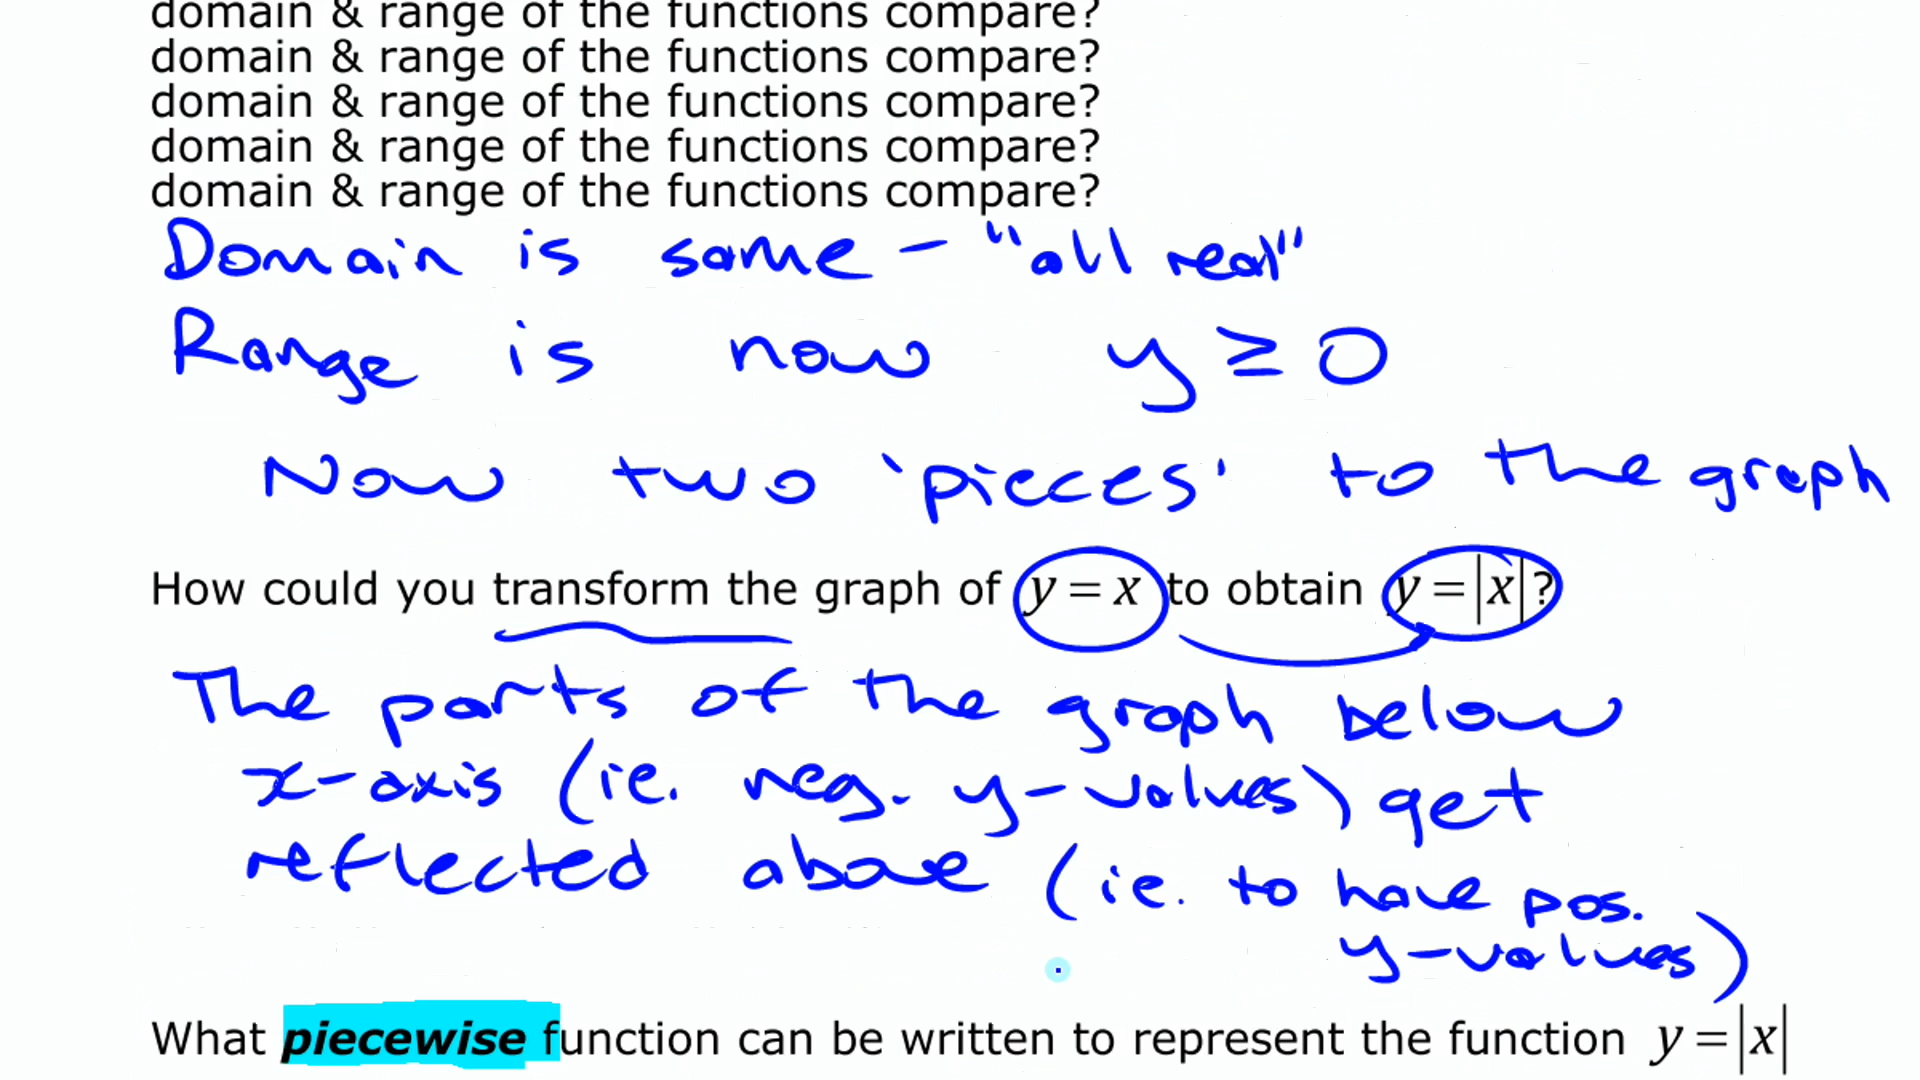 domain & range of the functions compare?
domain & range of the functions compare?
domain & range of the functions compare?
domain & range of the functions compare?
domain & range of the functions compare?
Domain is same - "all real"
Range is now y ≥ 0
Now two 'pieces' to the graph
How could you transform the graph of y = x to obtain y = |x|?
The parts of the graph below
x-axis (ie. neg. y-values) get
reflected above (ie. to have pos.
y-values)
What piecewise function can be written to represent the function y = |x|